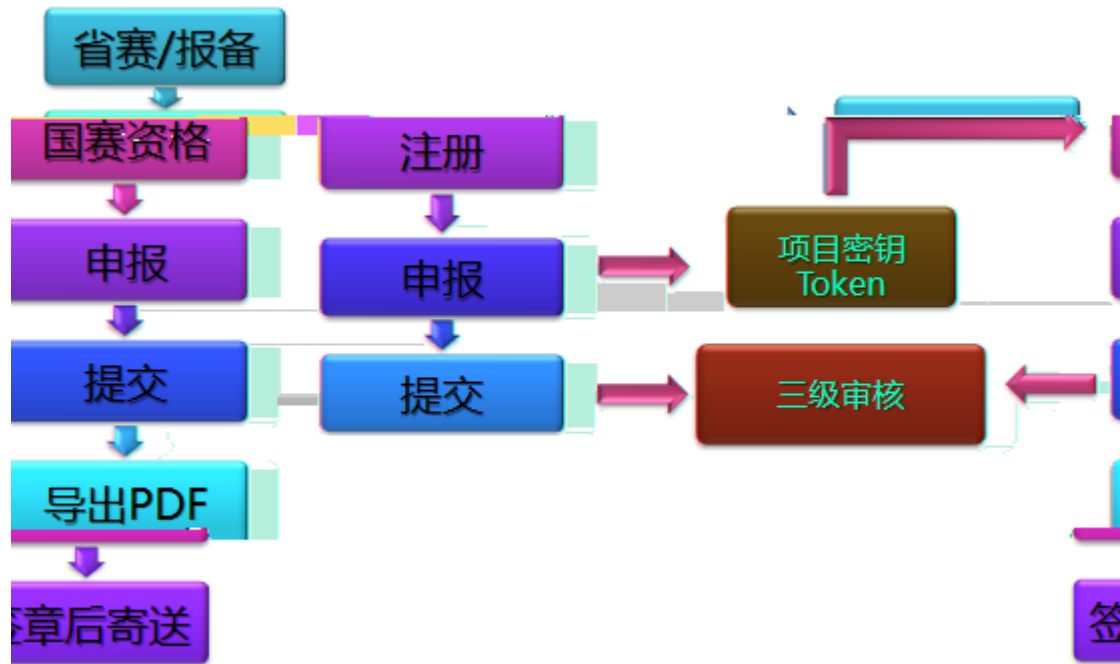 省赛/报备
国赛资格
申报
提交
导出PDF
章后寄送
注册
申报
提交
项目密钥
Token
三级审核
签